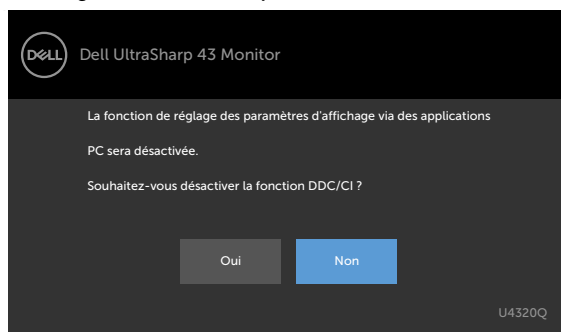 DELL
Dell UltraSharp 43 Monitor
La fonction de réglage des paramètres d'affichage via des applications
PC sera désactivée.
Souhaitez-vous désactiver la fonction DDC/CI ?
Oui
Non
U4320Q